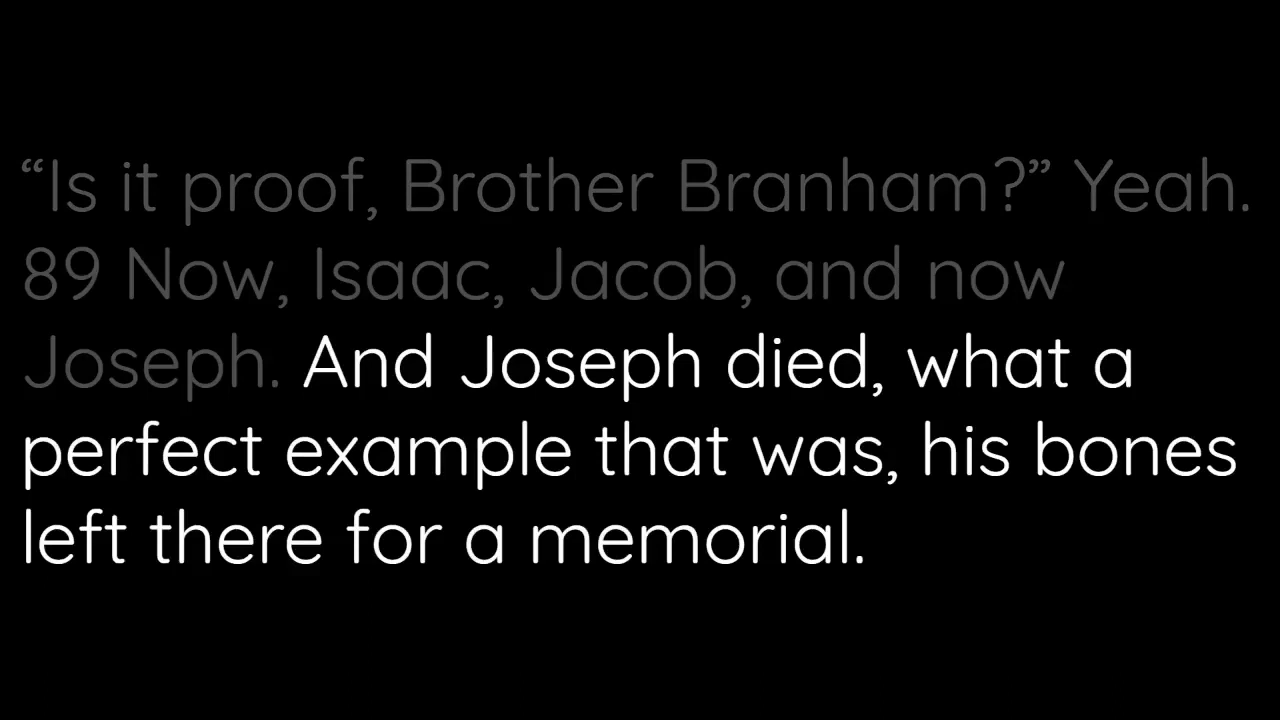 “Is it proof, Brother Branham?” Yeah.
89 Now, Isaac, Jacob, and now
Joseph. And Joseph died, what a
perfect example that was, his bones
left there for a memorial.